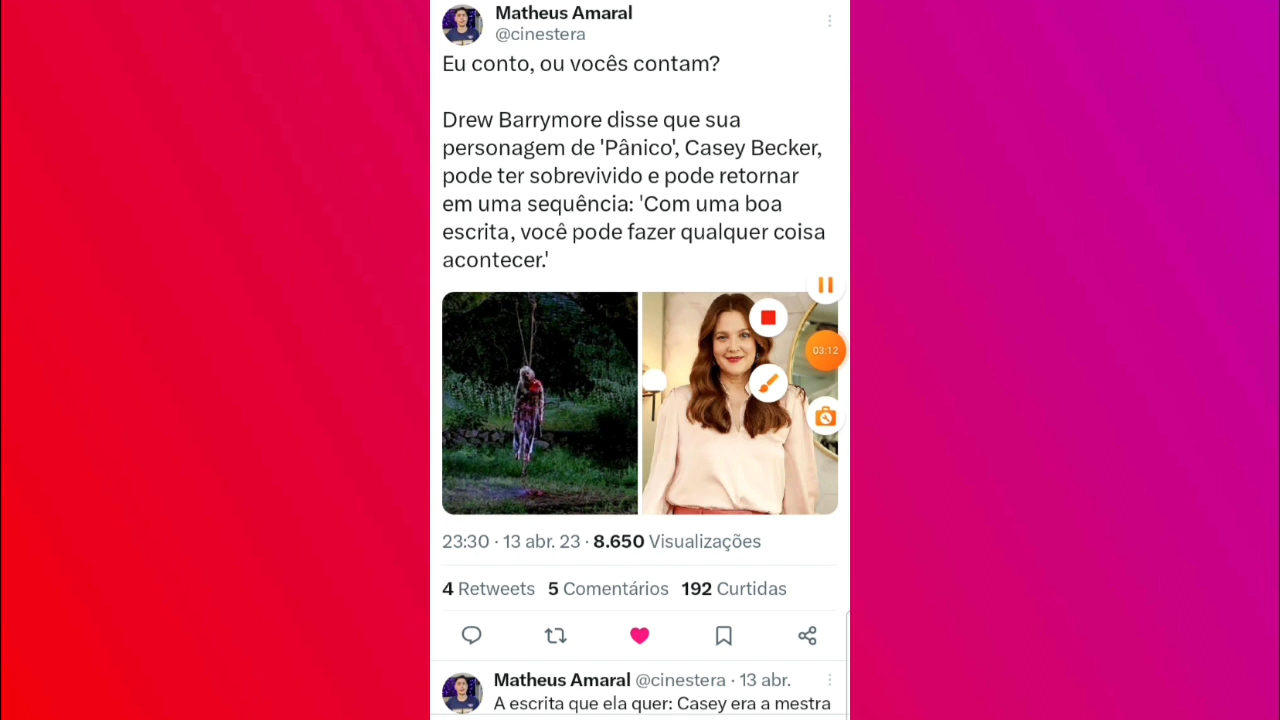 Matheus Amaral
@cinestera
Eu conto, ou vocês contam?
Drew Barrymore disse que sua
personagem de 'Pânico', Casey Becker,
pode ter sobrevivido e pode retornar
em uma sequência: 'Com uma boa
escrita, você pode fazer qualquer coisa
acontecer.'
03:12
23:30 · 13 abr. 23 · 8.650 Visualizações
4 Retweets 5 Comentários 192 Curtidas
Matheus Amaral @cinestera · 13 abr.
A escrita que ela quer: Casey era a mestra